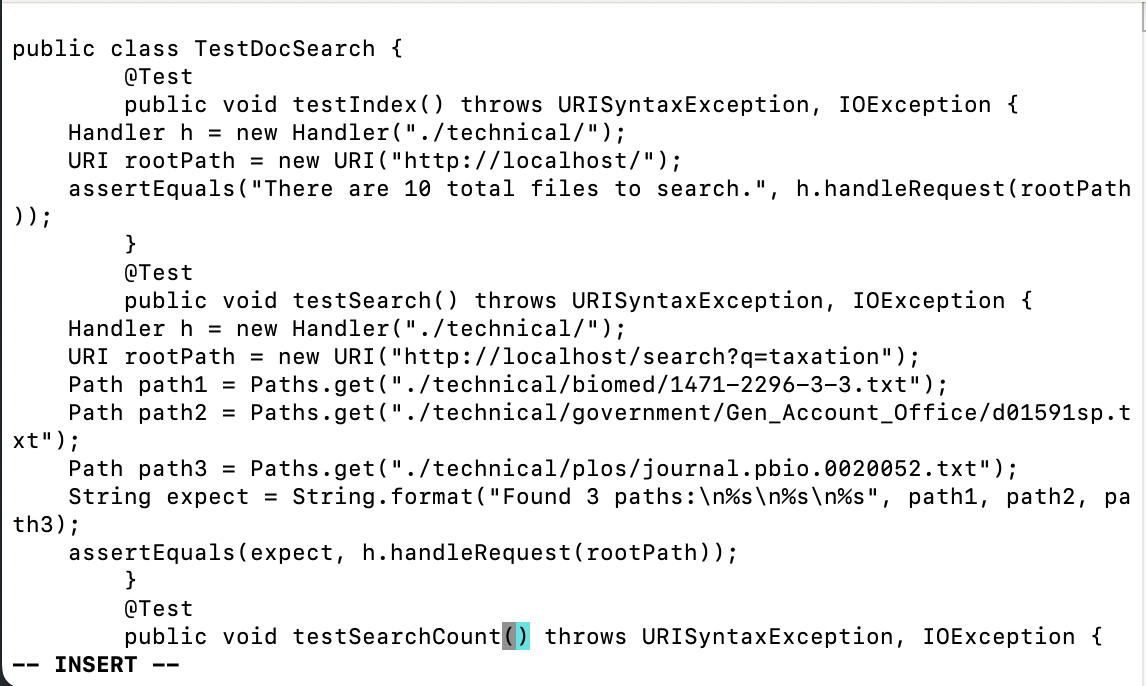 public class TestDocSearch {
        @Test
        public void testIndex() throws URISyntaxException, IOException {
    Handler h = new Handler("./technical/");
    URI rootPath = new URI("http://localhost/");
    assertEquals("There are 10 total files to search.", h.handleRequest(rootPath
));
        }
        @Test
        public void testSearch() throws URISyntaxException, IOException {
    Handler h = new Handler("./technical/");
    URI rootPath = new URI("http://localhost/search?q=taxation");
    Path path1 = Paths.get("./technical/biomed/1471-2296-3-3.txt");
    Path path2 = Paths.get("./technical/government/Gen_Account_Office/d01591sp.t
xt");
    Path path3 = Paths.get("./technical/plos/journal.pbio.0020052.txt");
    String expect = String.format("Found 3 paths:\n%s\n%s\n%s", path1, path2, pa
th3);
    assertEquals(expect, h.handleRequest(rootPath));
        }
        @Test
        public void testSearchCount() throws URISyntaxException, IOException {
-- INSERT --